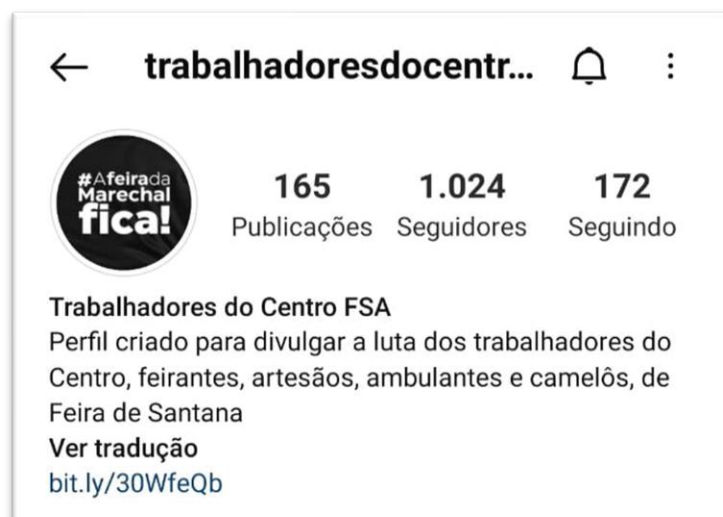 trabalhadoresdocentr...
#Afeirada
Marechal
fica!
165 1.024 172
Publicações Seguidores Seguindo
Trabalhadores do Centro FSA
Perfil criado para divulgar a luta dos trabalhadores do
Centro, feirantes, artesãos, ambulantes e camelôs, de
Feira de Santana
Ver tradução
bit.ly/30WfeQb